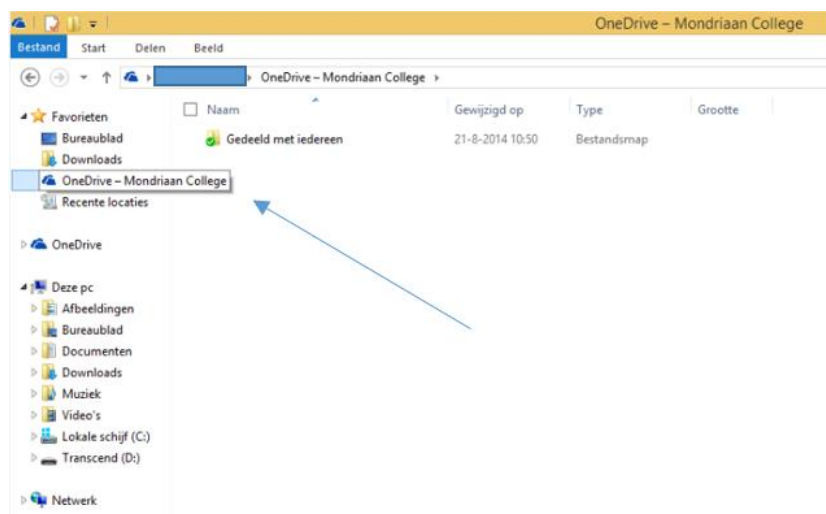 OneDrive – Mondriaan College
Bestand Start Delen Beeld
OneDrive – Mondriaan College
Naam Gewijzigd op Type Grootte
Gedeeld met iedereen 21-8-2014 10:50 Bestandsmap
Favorieten
Bureaublad
Downloads
OneDrive – Mondriaan College
Recente locaties
OneDrive
Deze pc
Afbeeldingen
Bureaublad
Documenten
Downloads
Muziek
Video's
Lokale schijf (C:)
Transcend (D:)
Netwerk